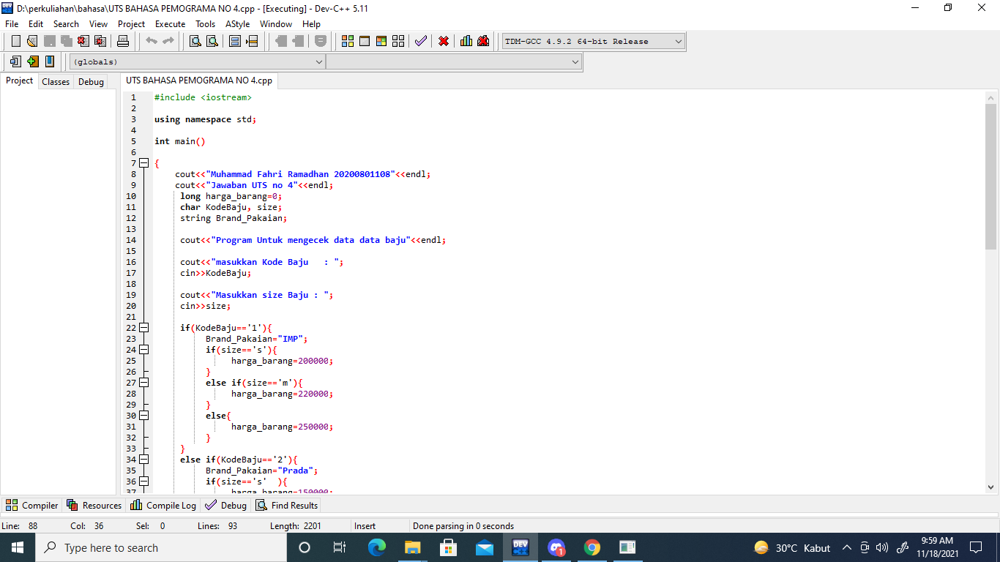 D:\perkuliahan\bahasa\UTS BAHASA PEMOGRAMA NO 4.cpp - [Executing] - Dev-C++ 5.11
File Edit Search View Project Execute Tools AStyle Window Help
TDM-GCC 4.9.2 64-bit Release
(globals)
Project Classes Debug
UTS BAHASA PEMOGRAMA NO 4.cpp
1 #include <iostream>
2
3 using namespace std;
4
5 int main()
6
7 {
8 cout<<"Muhammad Fahri Ramadhan 20200801108"<<endl;
9 cout<<"Jawaban UTS no 4"<<endl;
10 long harga_barang=0;
11 char KodeBaju, size;
12 string Brand_Pakaian;
13
14 cout<<"Program Untuk mengecek data data baju"<<endl;
15
16 cout<<"masukkan Kode Baju   : ";
17 cin>>KodeBaju;
18
19 cout<<"Masukkan size Baju : ";
20 cin>>size;
21
22 if(KodeBaju=='1'){
23 Brand_Pakaian="IMP";
24 if(size=='s'){
25 harga_barang=200000;
26 }
27 else if(size=='m'){
28 harga_barang=220000;
29 }
30 else{
31 harga_barang=250000;
32 }
33 }
34 else if(KodeBaju=='2'){
35 Brand_Pakaian="Prada";
36 if(size=='s'  ){
37 harga_barang=150000;
Compiler Resources Compile Log Debug Find Results
Line: 88 Col: 36 Sel: 0 Lines: 93 Length: 2201 Insert Done parsing in 0 seconds
Type here to search
DEV
1
30°C Kabut
9:59 AM
11/18/2021